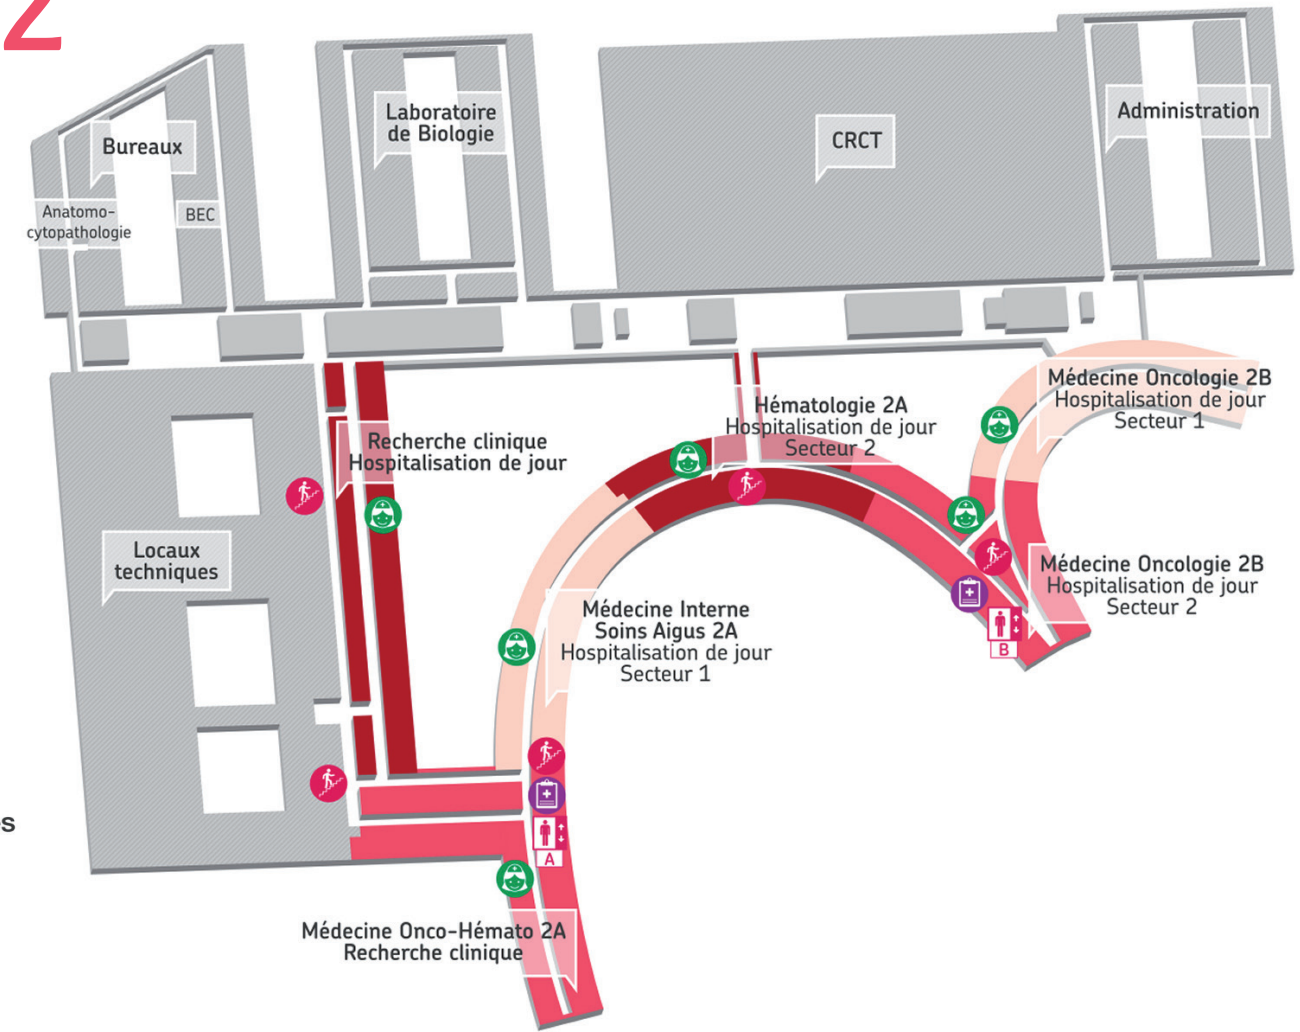 2
Bureaux
Anatomo-
cytopathologie
BEC
Laboratoire
de Biologie
CRCT
Administration
Médecine Oncologie 2B
Hospitalisation de jour
Secteur 1
Hématologie 2A
Hospitalisation de jour
Secteur 2
Recherche clinique
Hospitalisation de jour
Locaux
techniques
Médecine Oncologie 2B
Hospitalisation de jour
Secteur 2
Médecine Interne
Soins Aigus 2A
Hospitalisation de jour
Secteur 1
B
A
Médecine Onco-Hémato 2A
Recherche clinique